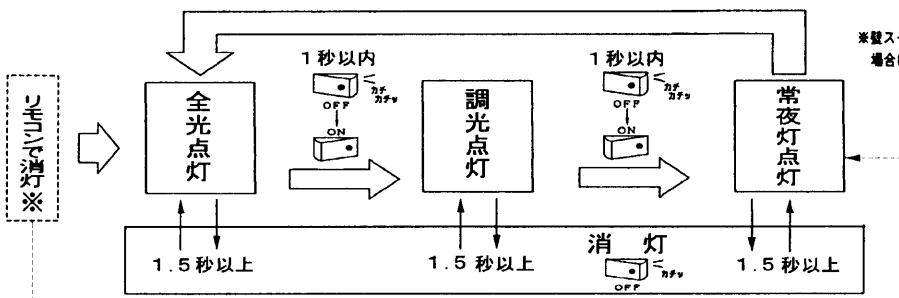 ※壁ス
場合
リモコンで消灯※
全光点灯
1秒以内
カチ
カチッ
OFF
ON
調光点灯
1秒以内
カチ
カチッ
OFF
ON
常夜灯点灯
消灯
カチッ
OFF
1.5秒以上
1.5秒以上
1.5秒以上